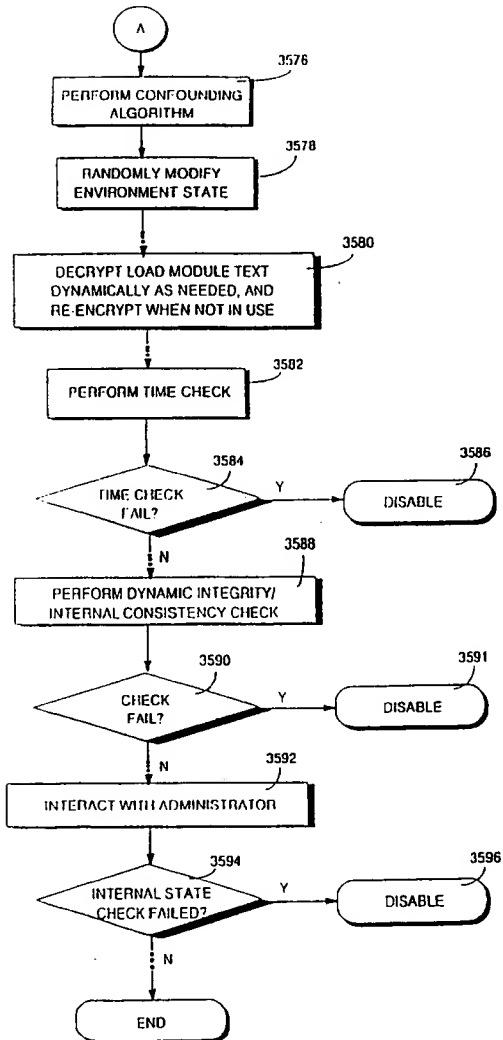 A
3576
PERFORM CONFOUNDING
ALGORITHM
3578
RANDOMLY MODIFY
ENVIRONMENT STATE
3580
DECRYPT LOAD MODULE TEXT
DYNAMICALLY AS NEEDED, AND
RE-ENCRYPT WHEN NOT IN USE
3582
PERFORM TIME CHECK
3584
TIME CHECK
FAIL?
Y
3586
DISABLE
N
3588
PERFORM DYNAMIC INTEGRITY/
INTERNAL CONSISTENCY CHECK
3590
CHECK
FAIL?
Y
3591
DISABLE
N
3592
INTERACT WITH ADMINISTRATOR
3594
INTERNAL STATE
CHECK FAILED?
Y
3596
DISABLE
N
END